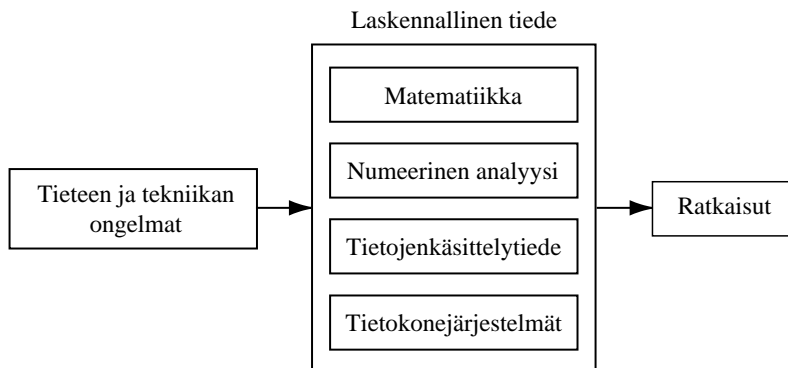 Laskennallinen tiede
Matematiikka
Numeerinen analyysi
Tieteen ja tekniikan
ongelmat
Ratkaisut
Tietojenkäsittelytiede
Tietokonejärjestelmät